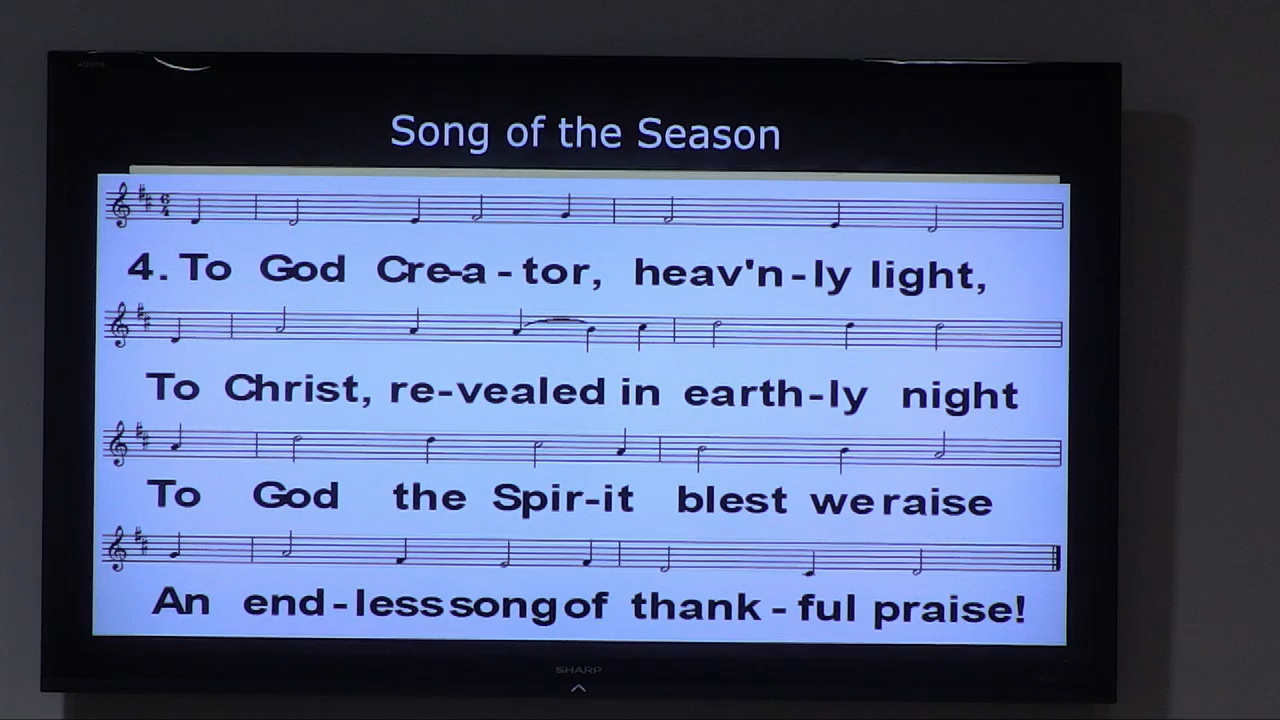 AQUOS
Song of the Season
4. To God Cre-a - tor, heav'n - ly light,
To Christ, re-vealed in earth-ly night
To God the Spir-it blest we raise
An end - less song of thank - ful praise!
SHARP